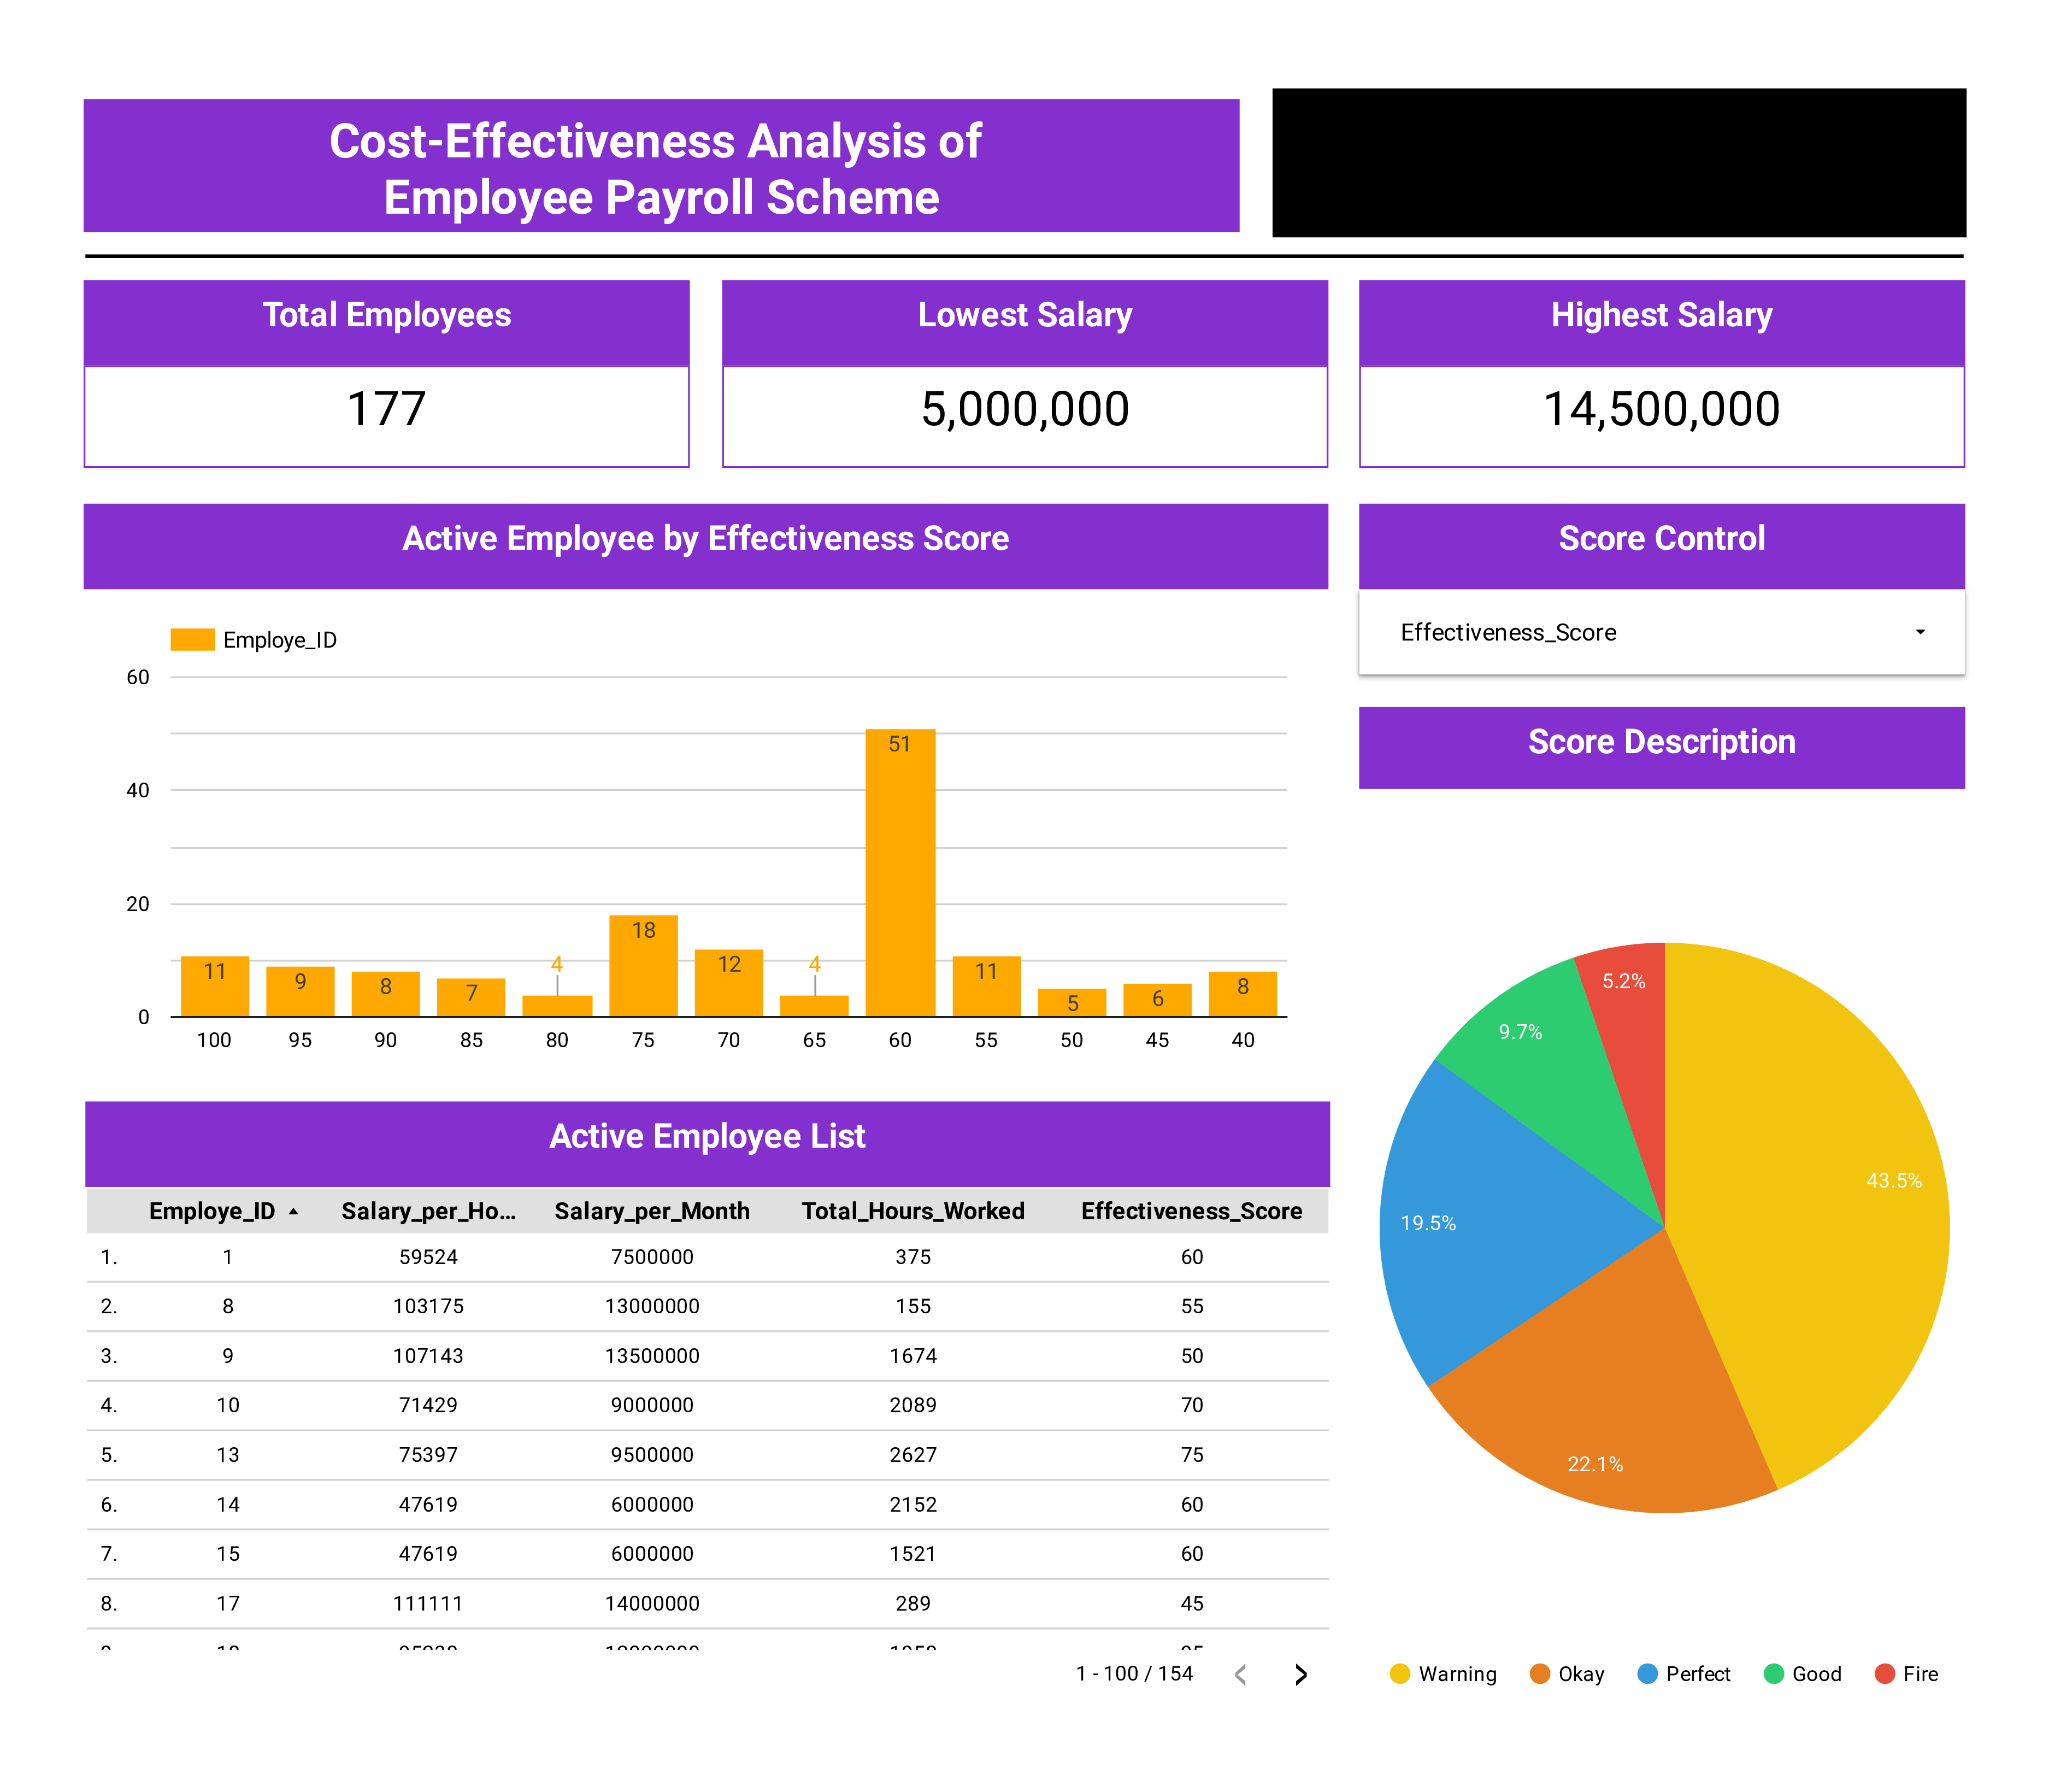 Cost-Effectiveness Analysis of
Employee Payroll Scheme
Total Employees
177
Lowest Salary
5,000,000
Highest Salary
14,500,000
Active Employee by Effectiveness Score
Employe_ID
60
40
20
0
11 9 8 7 4 18 12 4 51 11 5 6 8
100 95 90 85 80 75 70 65 60 55 50 45 40
Score Control
Effectiveness_Score
Score Description
43.5%
22.1%
19.5%
9.7%
5.2%
Warning Okay Perfect Good Fire
Active Employee List
Employe_ID Salary_per_Ho... Salary_per_Month Total_Hours_Worked Effectiveness_Score
1. 1 59524 7500000 375 60
2. 8 103175 13000000 155 55
3. 9 107143 13500000 1674 50
4. 10 71429 9000000 2089 70
5. 13 75397 9500000 2627 75
6. 14 47619 6000000 2152 60
7. 15 47619 6000000 1521 60
8. 17 111111 14000000 289 45
1 - 100 / 154